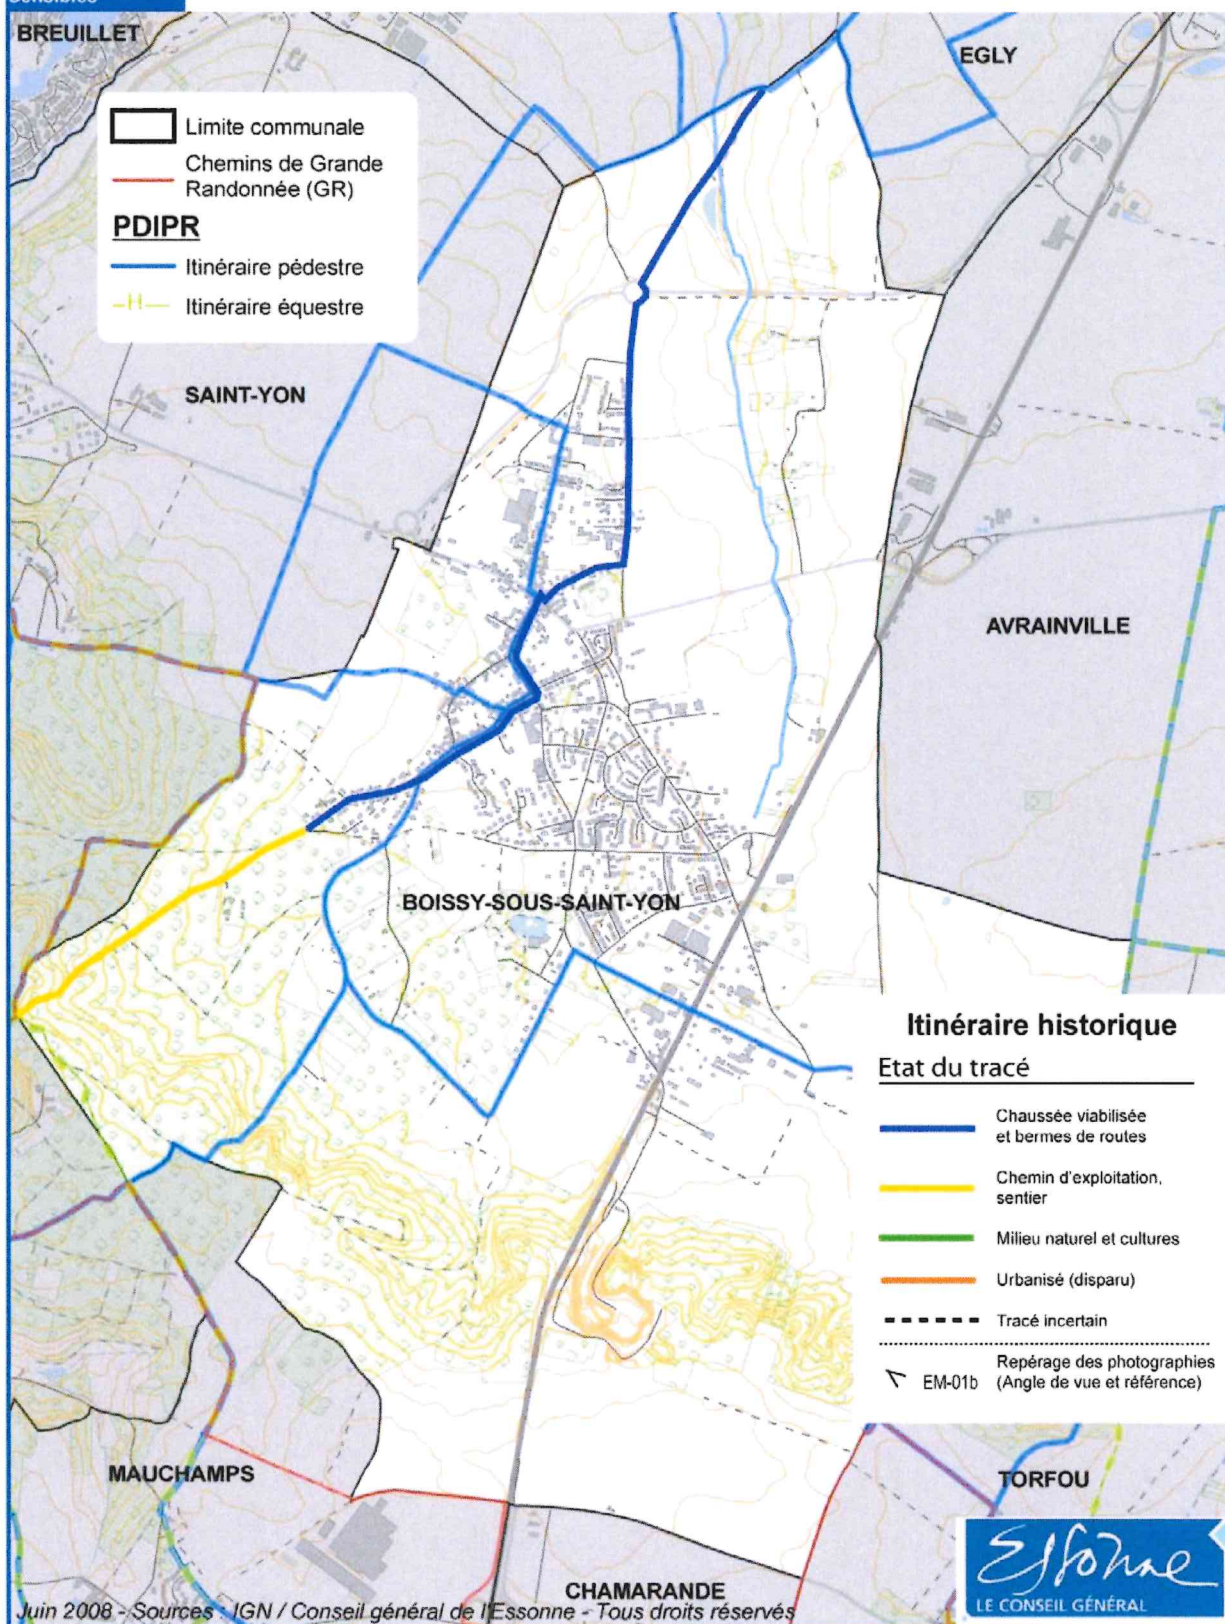 BREUILLET
EGLY
Limite communale
Chemins de Grande
Randonnée (GR)
PDIPR
Itinéraire pédestre
H Itinéraire équestre
SAINT-YON
AVRAINVILLE
BOISSY-SOUS-SAINT-YON
Itinéraire historique
Etat du tracé
Chaussée viabilisée
et bermes de routes
Chemin d'exploitation,
sentier
Milieu naturel et cultures
Urbanisé (disparu)
Tracé incertain
EM-01b
Repérage des photographies
(Angle de vue et référence)
MAUCHAMPS
TORFOU
CHAMARANDE
Essonne
LE CONSEIL GÉNÉRAL
Juin 2008 - Sources : IGN / Conseil général de l'Essonne - Tous droits réservés